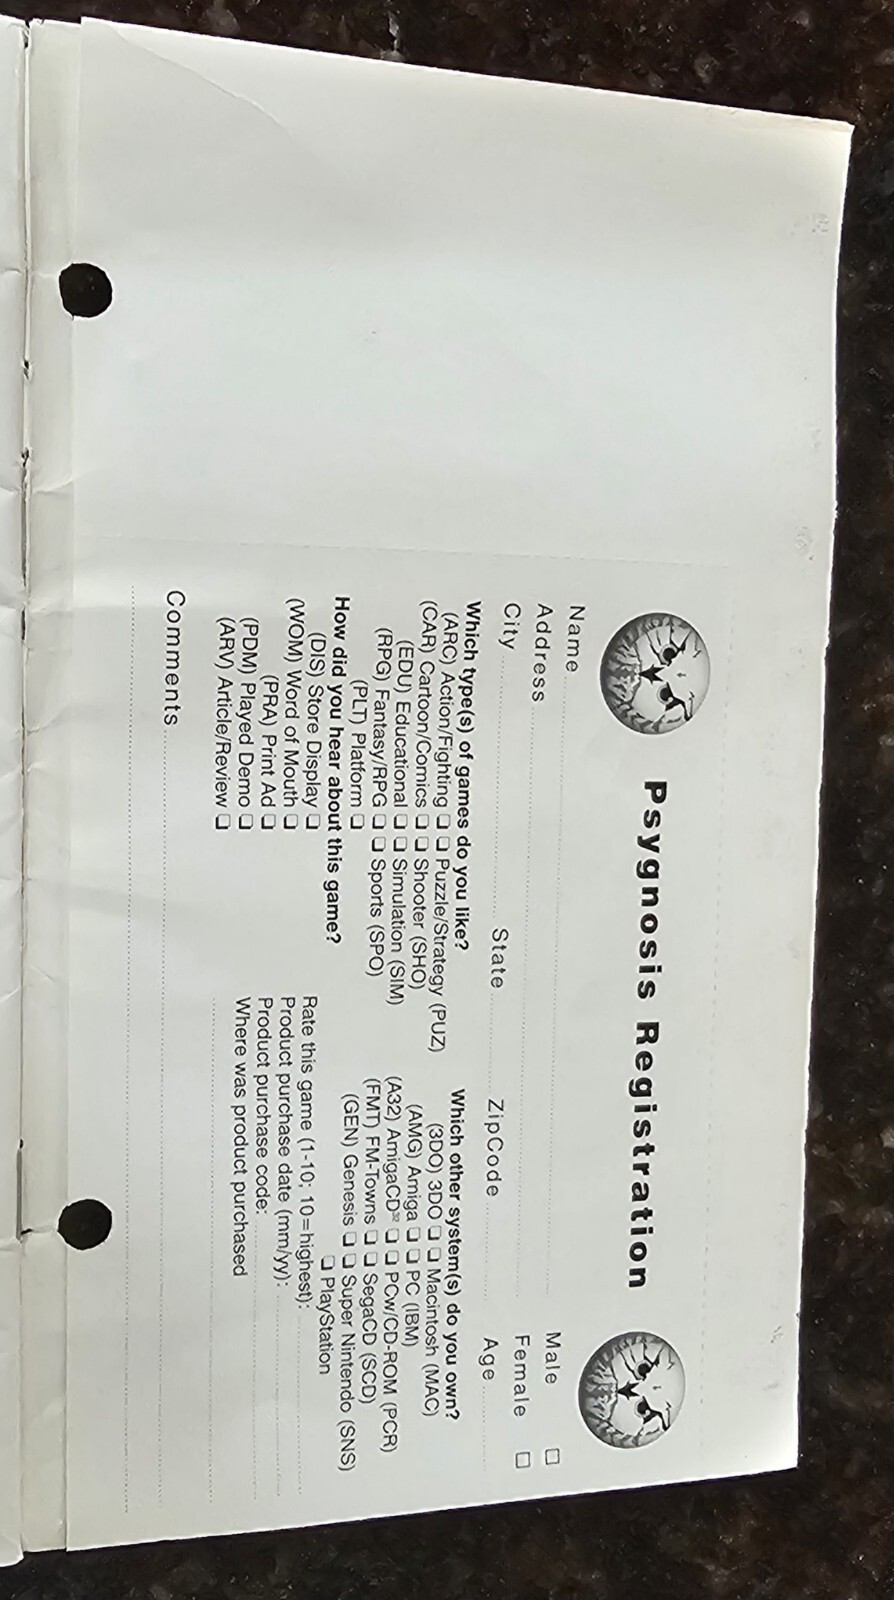 Psygnosis Registration
Name
Male ☐
Address
Female ☐
City State ZipCode Age
Which type(s) of games do you like?
(ARC) Action/Fighting ☐ ☐ Puzzle/Strategy (PUZ)
(CAR) Cartoon/Comics ☐ ☐ Shooter (SHO)
(EDU) Educational ☐ ☐ Simulation (SIM)
(RPG) Fantasy/RPG ☐ ☐ Sports (SPO)
(PLT) Platform ☐
How did you hear about this game?
(DIS) Store Display ☐
(WOM) Word of Mouth ☐
(PRA) Print Ad ☐
(PDM) Played Demo ☐
(ARV) Article/Review ☐
Which other system(s) do you own?
(3DO) 3DO ☐ ☐ Macintosh (MAC)
(AMG) Amiga ☐ ☐ PC (IBM)
(A32) AmigaCD³² ☐ ☐ PCw/CD-ROM (PCR)
(FMT) FM-Towns ☐ ☐ SegaCD (SCD)
(GEN) Genesis ☐ ☐ Super Nintendo (SNS)
☐ PlayStation
Rate this game (1-10; 10=highest):
Product purchase date (mm/yy):
Product purchase code:
Where was product purchased
Comments